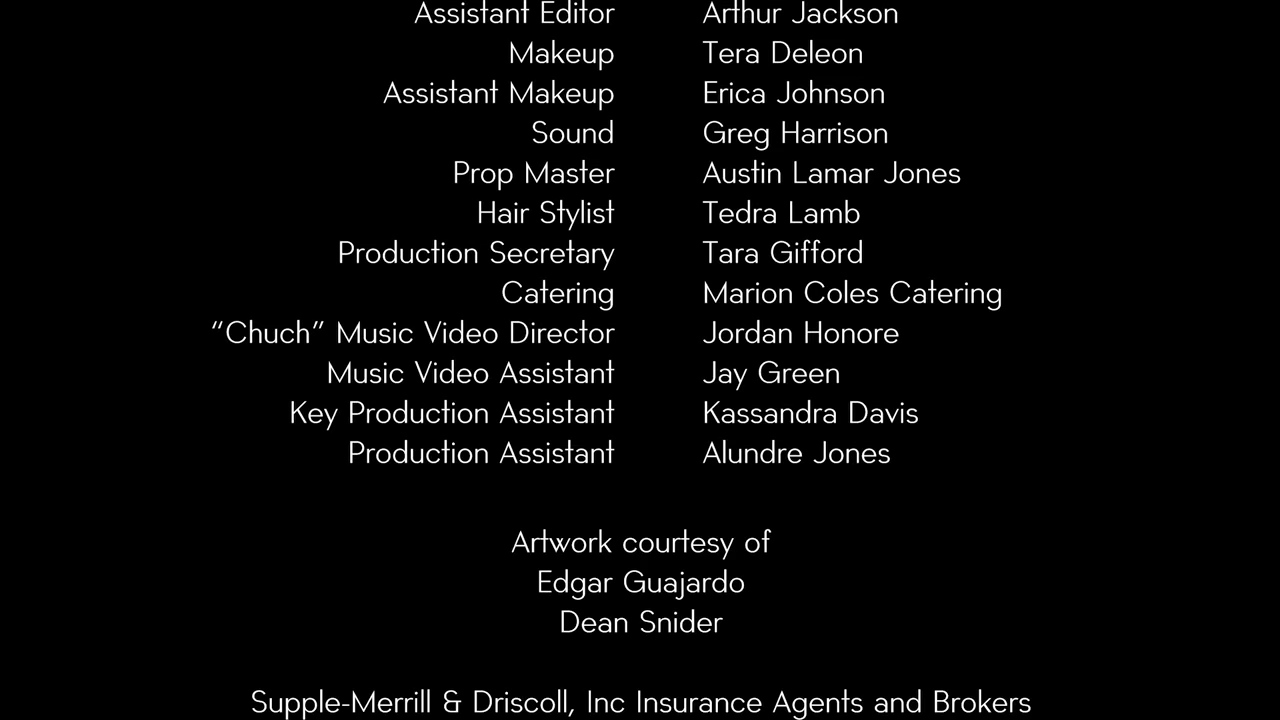 Assistant Editor Arthur Jackson
Makeup Tera Deleon
Assistant Makeup Erica Johnson
Sound Greg Harrison
Prop Master Austin Lamar Jones
Hair Stylist Tedra Lamb
Production Secretary Tara Gifford
Catering Marion Coles Catering
“Chuch” Music Video Director Jordan Honore
Music Video Assistant Jay Green
Key Production Assistant Kassandra Davis
Production Assistant Alundre Jones
Artwork courtesy of
Edgar Guajardo
Dean Snider
Supple-Merrill & Driscoll, Inc Insurance Agents and Brokers